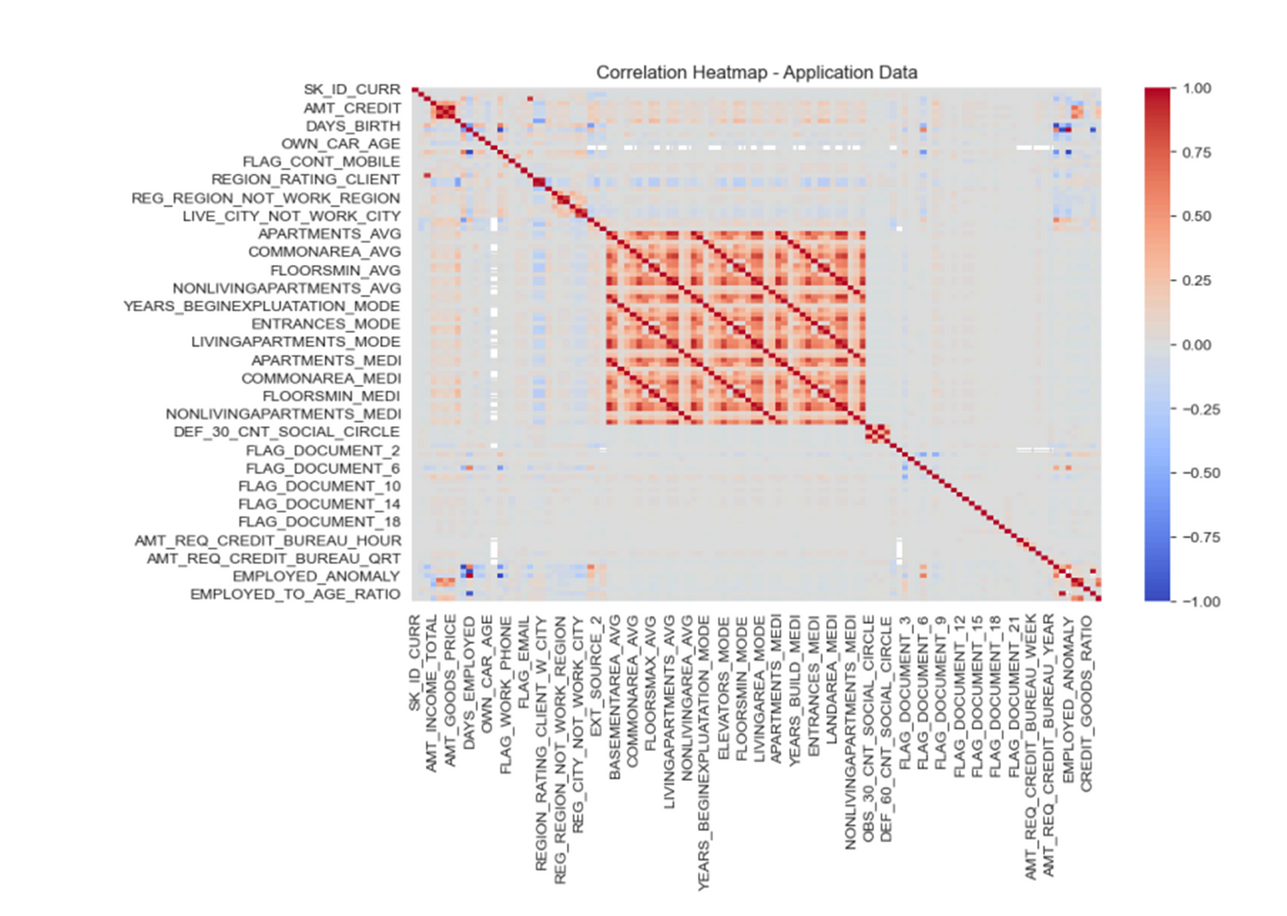 Correlation Heatmap - Application Data
SK_ID_CURR
AMT_CREDIT
DAYS_BIRTH
OWN_CAR_AGE
FLAG_CONT_MOBILE
REGION_RATING_CLIENT
REG_REGION_NOT_WORK_REGION
LIVE_CITY_NOT_WORK_CITY
APARTMENTS_AVG
COMMONAREA_AVG
FLOORSMIN_AVG
NONLIVINGAPARTMENTS_AVG
YEARS_BEGINEXPLUATATION_MODE
ENTRANCES_MODE
LIVINGAPARTMENTS_MODE
APARTMENTS_MEDI
COMMONAREA_MEDI
FLOORSMIN_MEDI
NONLIVINGAPARTMENTS_MEDI
DEF_30_CNT_SOCIAL_CIRCLE
FLAG_DOCUMENT_2
FLAG_DOCUMENT_6
FLAG_DOCUMENT_10
FLAG_DOCUMENT_14
FLAG_DOCUMENT_18
AMT_REQ_CREDIT_BUREAU_HOUR
AMT_REQ_CREDIT_BUREAU_QRT
EMPLOYED_ANOMALY
EMPLOYED_TO_AGE_RATIO
SK_ID_CURR
AMT_INCOME_TOTAL
AMT_GOODS_PRICE
DAYS_EMPLOYED
OWN_CAR_AGE
FLAG_WORK_PHONE
FLAG_EMAIL
REGION_RATING_CLIENT_W_CITY
REG_REGION_NOT_WORK_REGION
REG_CITY_NOT_WORK_CITY
EXT_SOURCE_2
BASEMENTAREA_AVG
COMMONAREA_AVG
FLOORSMAX_AVG
LIVINGAPARTMENTS_AVG
NONLIVINGAREA_AVG
YEARS_BEGINEXPLUATATION_MODE
ELEVATORS_MODE
FLOORSMIN_MODE
LIVINGAREA_MODE
APARTMENTS_MEDI
YEARS_BUILD_MEDI
ENTRANCES_MEDI
LANDAREA_MEDI
NONLIVINGAPARTMENTS_MEDI
OBS_30_CNT_SOCIAL_CIRCLE
DEF_60_CNT_SOCIAL_CIRCLE
FLAG_DOCUMENT_3
FLAG_DOCUMENT_6
FLAG_DOCUMENT_9
FLAG_DOCUMENT_12
FLAG_DOCUMENT_15
FLAG_DOCUMENT_18
FLAG_DOCUMENT_21
AMT_REQ_CREDIT_BUREAU_WEEK
AMT_REQ_CREDIT_BUREAU_YEAR
EMPLOYED_ANOMALY
CREDIT_GOODS_RATIO
1.00
0.75
0.50
0.25
0.00
−0.25
−0.50
−0.75
−1.00